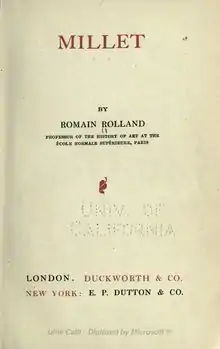 MILLET
BY
ROMAIN ROLLAND
PROFESSOR OF THE HISTORY OF ART AT THE
ÉCOLE NORMALE SUPÉRIEURE, PARIS
UNIV. OF
CALIFORNIA
LONDON. DUCKWORTH & CO.
NEW YORK: E. P. DUTTON & CO.
Univ Calif - Digitized by Microsoft ®